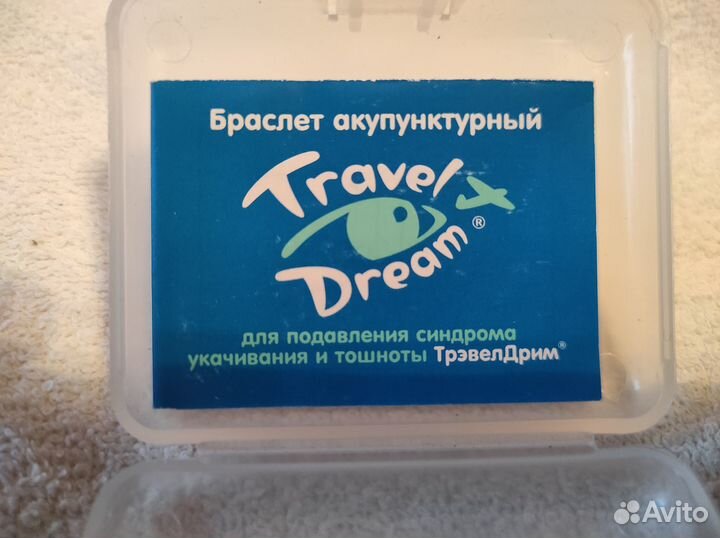 Браслет акупунктурный
Travel
Dream®
для подавления синдрома
укачивания и тошноты ТрэвелДрим®
Avito